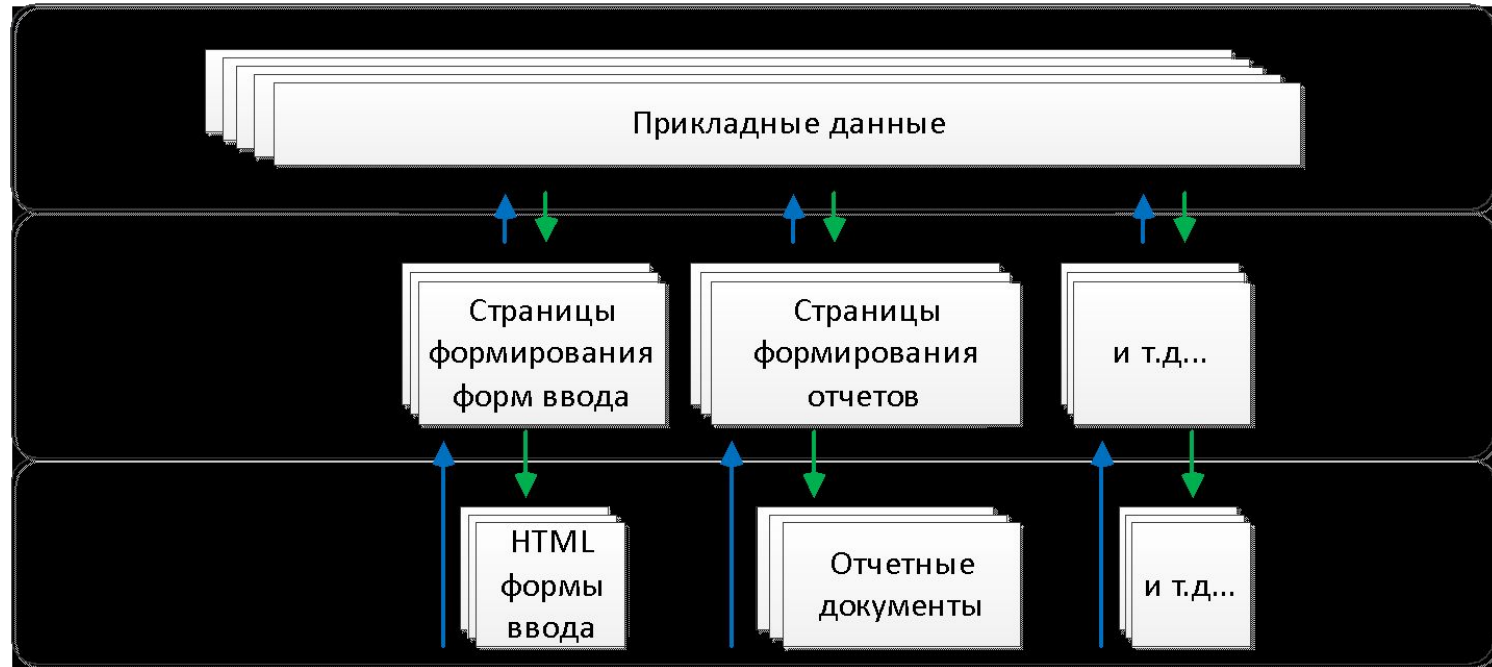 Прикладные данные
Страницы
формирования
форм ввода
Страницы
формирования
отчетов
и т.д...
HTML
формы
ввода
Отчетные
документы
и т.д...